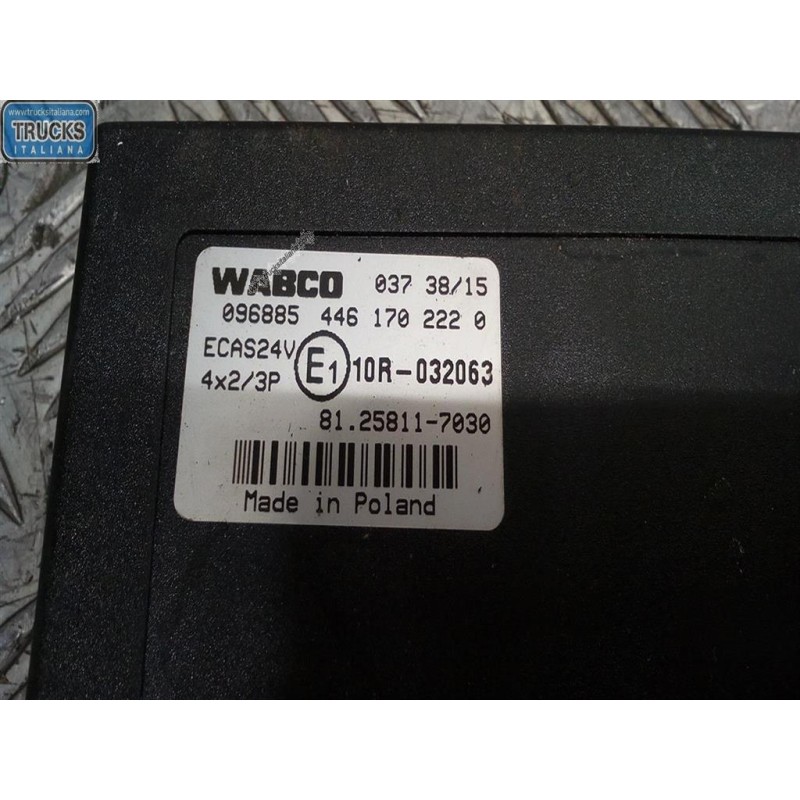 www.trucksitaliana.com
TRUCKS
ITALIANA
WABCO 037 38/15
096885 446 170 222 0
ECAS24V
4x2/3P
E1 10R-032063
81.25811-7030
Made in Poland